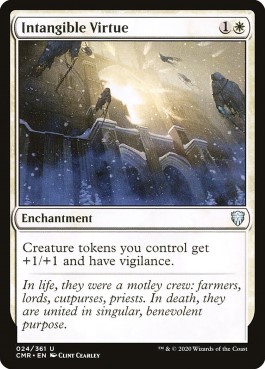 Intangible Virtue 1
Enchantment
Creature tokens you control get
+1/+1 and have vigilance.
In life, they were a motley crew: farmers,
lords, cutpurses, priests. In death, they
are united in singular, benevolent
purpose.
024/361 U
CMR • EN Clint Cearley
™ & © 2020 Wizards of the Coast